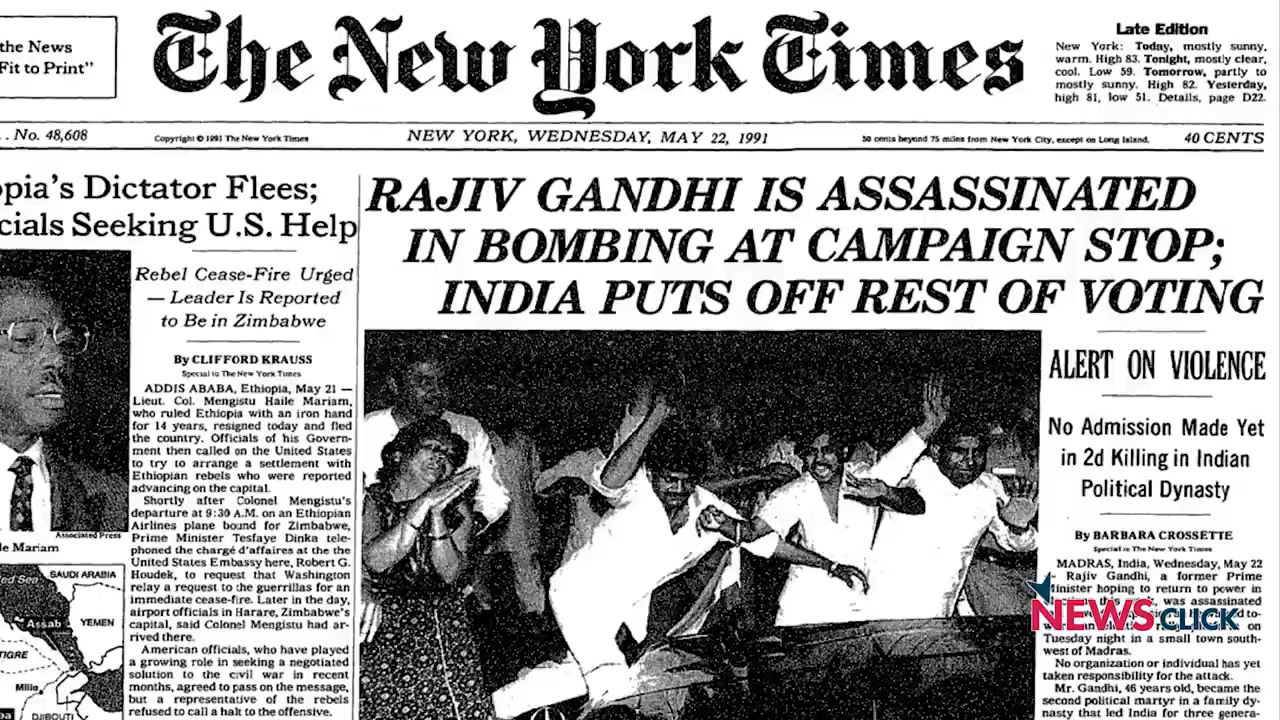 the News
Fit to Print"
The New York Times
Late Edition
New York: Today, mostly sunny,
warm. High 83. Tonight, mostly clear,
cool. Low 59. Tomorrow, partly to
mostly sunny. High 82. Yesterday,
high 81, low 51. Details, page D22.
. . No. 48,608
Copyright © 1991 The New York Times
NEW YORK, WEDNESDAY, MAY 22, 1991
50 cents beyond 75 miles from New York City, except on Long Island.
40 CENTS
opia's Dictator Flees;
cials Seeking U.S. Help
Rebel Cease-Fire Urged
— Leader Is Reported
to Be in Zimbabwe
By CLIFFORD KRAUSS
Special to The New York Times
ADDIS ABABA, Ethiopia, May 21 —
Lieut. Col. Mengistu Haile Mariam,
who ruled Ethiopia with an iron hand
for 14 years, resigned today and fled
the country. Officials of his Govern-
ment then called on the United States
to try to arrange a settlement with
Ethiopian rebels who were reported
advancing on the capital.
Shortly after Colonel Mengistu's
departure at 9:30 A.M. on an Ethiopian
Airlines plane bound for Zimbabwe,
Prime Minister Tesfaye Dinka tele-
phoned the chargé d'affaires at the the
United States Embassy here, Robert G.
Houdek, to request that Washington
relay a request to the guerrillas for an
immediate cease-fire. Later in the day,
airport officials in Harare, Zimbabwe's
capital, said Colonel Mengistu had ar-
rived there.
American officials, who have played
a growing role in seeking a negotiated
solution to the civil war in recent
months, agreed to pass on the message,
but a representative of the rebels
refused to call a halt to the offensive.
Associated Press
le Mariam
Red Sea
SAUDI ARABIA
Assab
YEMEN
TIGRE
Mille
DJIBOUTI
RAJIV GANDHI IS ASSASSINATED
IN BOMBING AT CAMPAIGN STOP;
INDIA PUTS OFF REST OF VOTING
ALERT ON VIOLENCE
No Admission Made Yet
in 2d Killing in Indian
Political Dynasty
By BARBARA CROSSETTE
Special to The New York Times
MADRAS, India, Wednesday, May 22
— Rajiv Gandhi, a former Prime
Minister hoping to return to power in
was assassinated
on
Tuesday night in a small town south-
west of Madras.
No organization or individual has yet
taken responsibility for the attack.
Mr. Gandhi, 46 years old, became the
second political martyr in a family dy-
nasty that led India for three genera-
NEWSCLICK